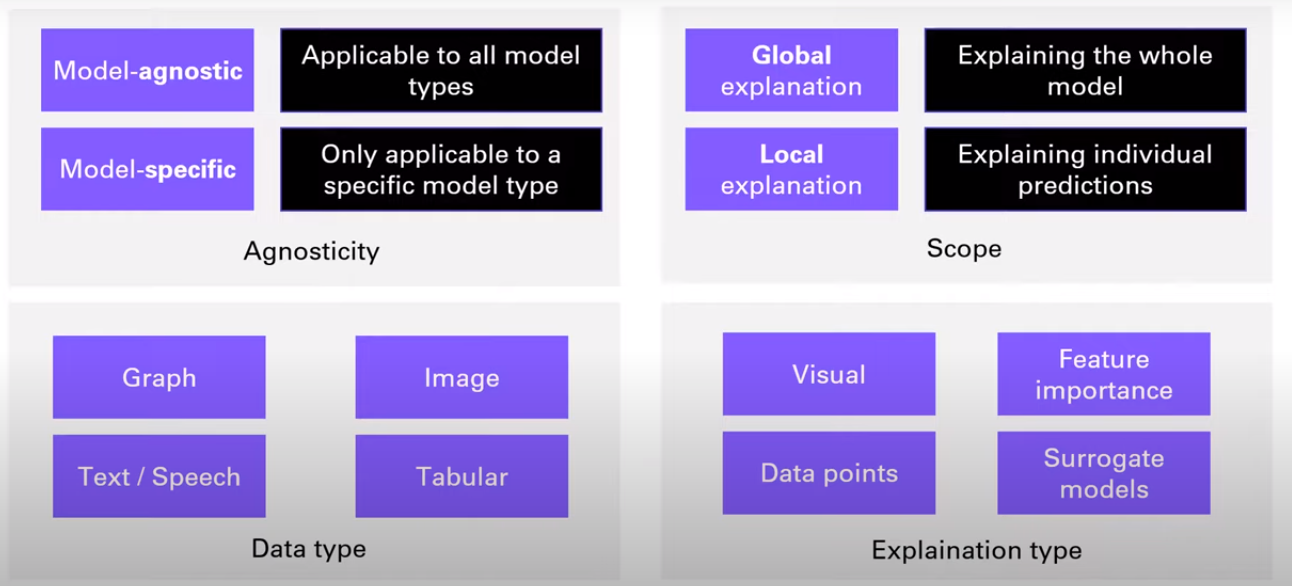 Model-agnostic
Applicable to all model
types
Model-specific
Only applicable to a
specific model type
Agnosticity
Global
explanation
Explaining the whole
model
Local
explanation
Explaining individual
predictions
Scope
Graph
Image
Text / Speech
Tabular
Data type
Visual
Feature
importance
Data points
Surrogate
models
Explaination type